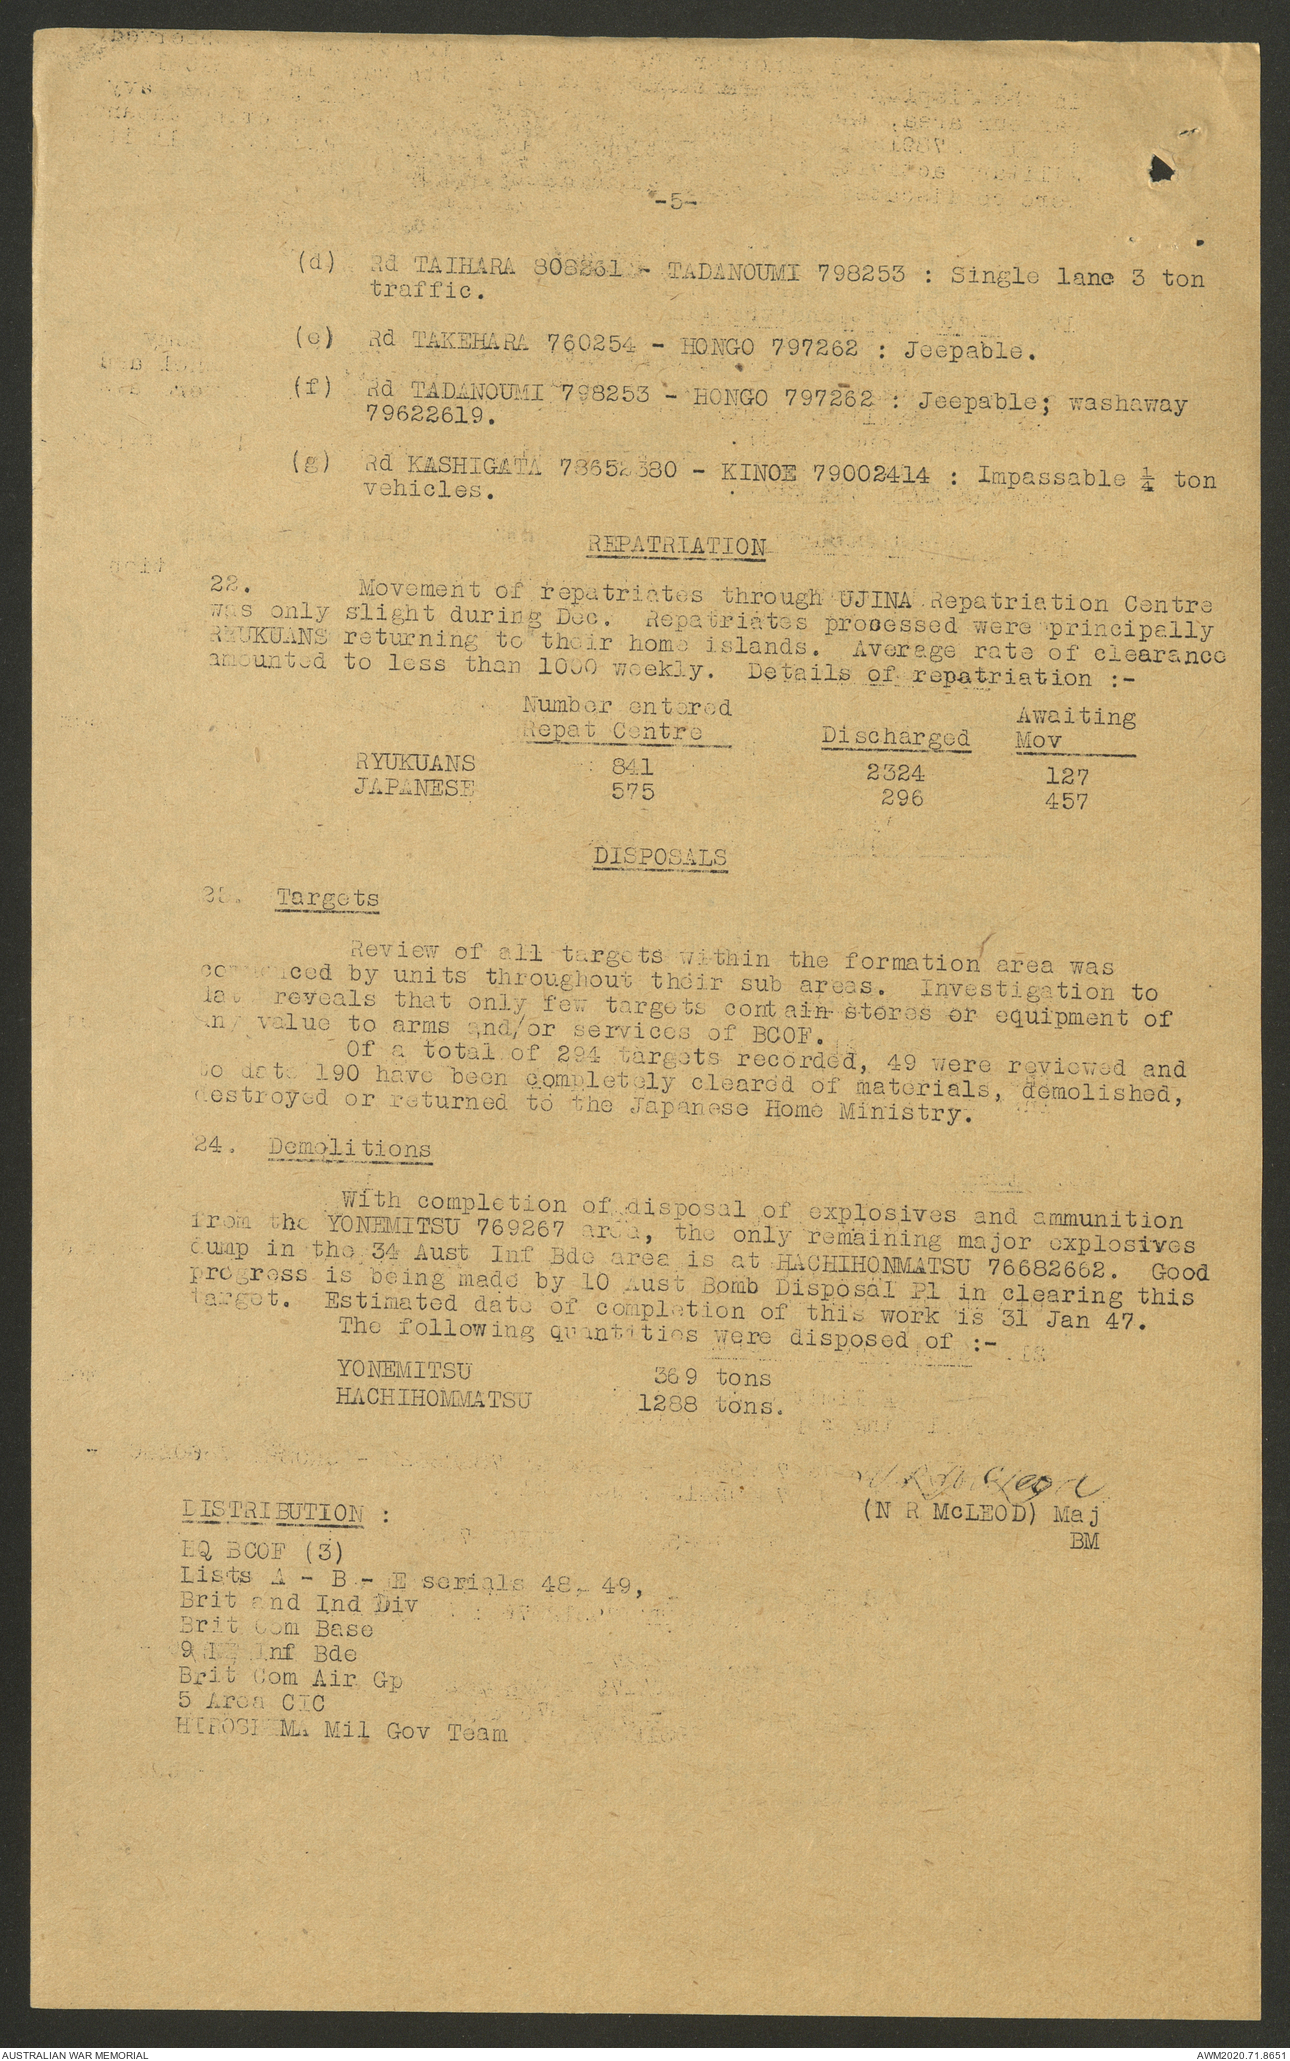 -5-
(d) Rd TAIHARA 808261 - TADANOUMI 798253 : Single lane 3 ton
traffic.
(e) Rd TAKEHARA 760254 - HONGO 797262 : Jeepable.
(f) Rd TADANOUMI 798253 - HONGO 797262 : Jeepable; washaway
79622619.
(g) Rd KASHIGATA 78652380 - KINOE 79002414 : Impassable ¼ ton
vehicles.
REPATRIATION
22. Movement of repatriates through UJINA Repatriation Centre
was only slight during Dec. Repatriates processed were principally
RYUKUANS returning to their home islands. Average rate of clearance
amounted to less than 1000 weekly. Details of repatriation :-
Number entered
Repat Centre Discharged Awaiting
Mov
RYUKUANS 841 2324 127
JAPANESE 575 296 457
DISPOSALS
23. Targets
Review of all targets within the formation area was
commenced by units throughout their sub areas. Investigation to
date reveals that only few targets contain stores or equipment of
any value to arms and/or services of BCOF.
Of a total of 294 targets recorded, 49 were reviewed and
to date 190 have been completely cleared of materials, demolished,
destroyed or returned to the Japanese Home Ministry.
24. Demolitions
With completion of disposal of explosives and ammunition
from the YONEMITSU 769267 area, the only remaining major explosives
dump in the 34 Aust Inf Bde area is at HACHIHONMATSU 76682662. Good
progress is being made by 10 Aust Bomb Disposal Pl in clearing this
target. Estimated date of completion of this work is 31 Jan 47.
The following quantities were disposed of :-
YONEMITSU 369 tons
HACHIHOMMATSU 1288 tons.
N R McLeod
(N R McLEOD) Maj
BM
DISTRIBUTION :
HQ BCOF (3)
Lists A - B - E serials 48, 49,
Brit and Ind Div
Brit Com Base
9 Inf Bde
Brit Com Air Gp
5 Area CIC
HIROSHIMA Mil Gov Team
AUSTRALIAN WAR MEMORIAL
AWM2020.71.8651